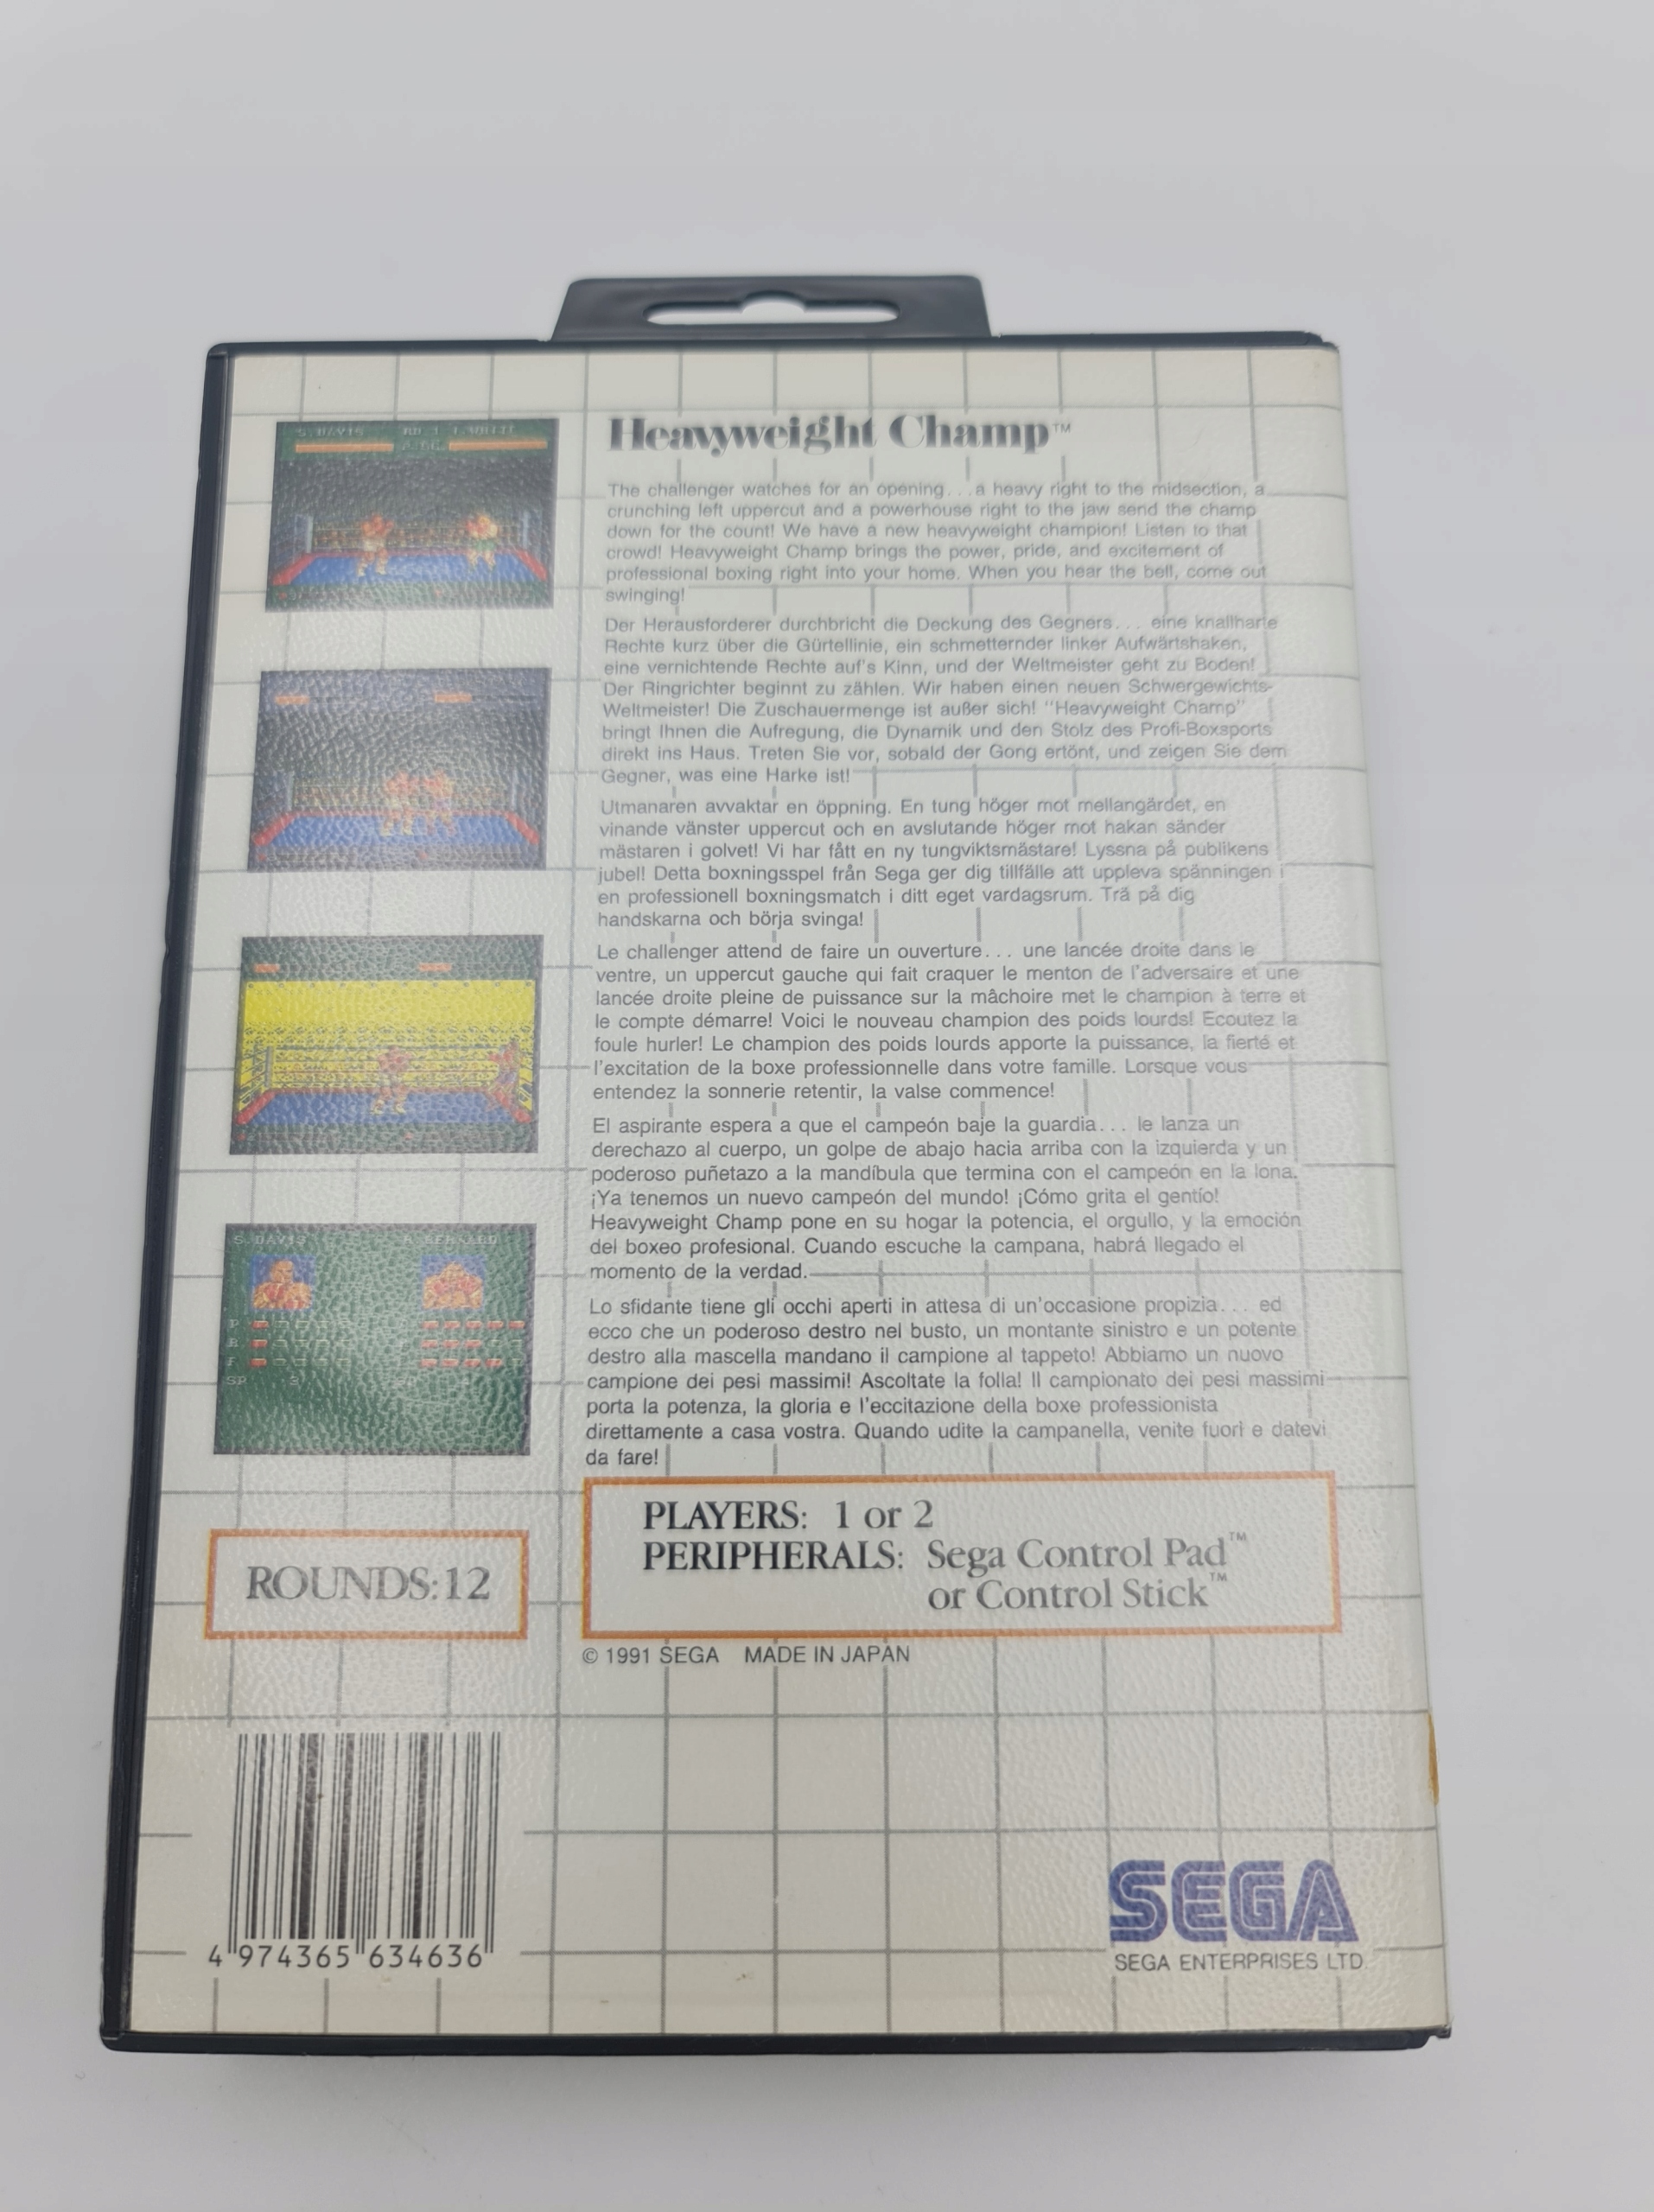 Heavyweight Champ™
The challenger watches for an opening...a heavy right to the midsection, a
crunching left uppercut and a powerhouse right to the jaw send the champ
down for the count! We have a new heavyweight champion! Listen to that
crowd! Heavyweight Champ brings the power, pride, and excitement of
professional boxing right into your home. When you hear the bell, come out
swinging!
Der Herausforderer durchbricht die Deckung des Gegners... eine knallharte
Rechte kurz über die Gürtellinie, ein schmetternder linker Aufwärtshaken,
eine vernichtende Rechte auf's Kinn, und der Weltmeister geht zu Boden!
Der Ringrichter beginnt zu zählen. Wir haben einen neuen Schwergewichts-
Weltmeister! Die Zuschauermenge ist außer sich! "Heavyweight Champ"
bringt Ihnen die Aufregung, die Dynamik und den Stolz des Profi-Boxsports
direkt ins Haus. Treten Sie vor, sobald der Gong ertönt, und zeigen Sie dem
Gegner, was eine Harke ist!
Utmanaren avvaktar en öppning. En tung höger mot mellangärdet, en
vinande vänster uppercut och en avslutande höger mot hakan sänder
mästaren i golvet! Vi har fått en ny tungviktsmästare! Lyssna på publikens
jubel! Detta boxningsspel från Sega ger dig tillfälle att uppleva spänningen i
en professionell boxningsmatch i ditt eget vardagsrum. Trä på dig
handskarna och börja svinga!
Le challenger attend de faire un ouverture... une lancée droite dans le
ventre, un uppercut gauche qui fait craquer le menton de l'adversaire et une
lancée droite pleine de puissance sur la mâchoire met le champion à terre et
le compte démarre! Voici le nouveau champion des poids lourds! Ecoutez la
foule hurler! Le champion des poids lourds apporte la puissance, la fierté et
l'excitation de la boxe professionnelle dans votre famille. Lorsque vous
entendez la sonnerie retentir, la valse commence!
El aspirante espera a que el campeón baje la guardia... le lanza un
derechazo al cuerpo, un golpe de abajo hacia arriba con la izquierda y un
poderoso puñetazo a la mandíbula que termina con el campeón en la lona.
¡Ya tenemos un nuevo campeón del mundo! ¡Cómo grita el gentío!
Heavyweight Champ pone en su hogar la potencia, el orgullo, y la emoción
del boxeo profesional. Cuando escuche la campana, habrá llegado el
momento de la verdad.
Lo sfidante tiene gli occhi aperti in attesa di un'occasione propizia... ed
ecco che un poderoso destro nel busto, un montante sinistro e un potente
destro alla mascella mandano il campione al tappeto! Abbiamo un nuovo
campione dei pesi massimi! Ascoltate la folla! Il campionato dei pesi massimi
porta la potenza, la gloria e l'eccitazione della boxe professionista
direttamente a casa vostra. Quando udite la campanella, venite fuori e datevi
da fare!
S. DAVIS
S. DAVIS
P
SP 3
ROUNDS:12
PLAYERS: 1 or 2
PERIPHERALS: Sega Control Pad™
or Control Stick™
© 1991 SEGA MADE IN JAPAN
4 974365 634636
SEGA
SEGA ENTERPRISES LTD.